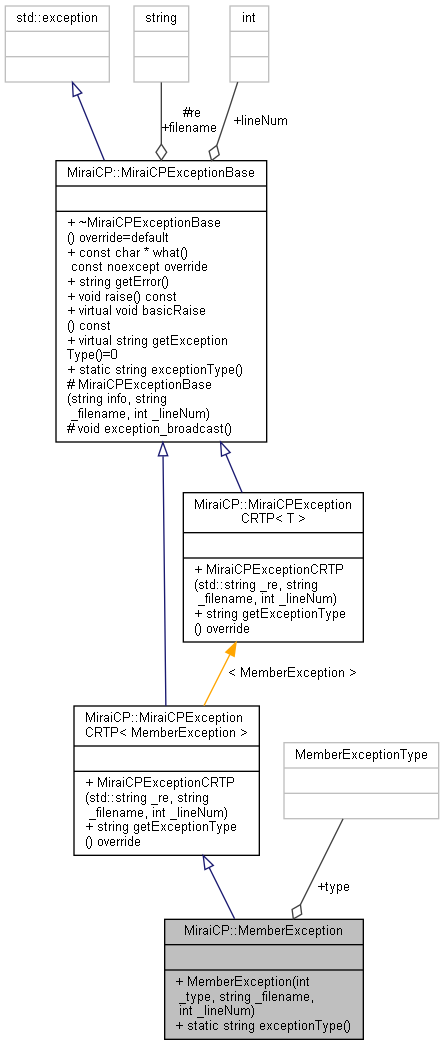 std::exception
string
int
#re
+filename
+lineNum
MiraiCP::MiraiCPExceptionBase
+ ~MiraiCPExceptionBase
() override=default
+ const char * what()
const noexcept override
+ string getError()
+ void raise() const
+ virtual void basicRaise
() const
+ virtual string getException
Type()=0
+ static string exceptionType()
# MiraiCPExceptionBase
(string info, string
_filename, int _lineNum)
# void exception_broadcast()
MiraiCP::MiraiCPException
CRTP< T >
+ MiraiCPExceptionCRTP
(std::string _re, string
_filename, int _lineNum)
+ string getExceptionType
() override
< MemberException >
MiraiCP::MiraiCPException
CRTP< MemberException >
+ MiraiCPExceptionCRTP
(std::string _re, string
_filename, int _lineNum)
+ string getExceptionType
() override
MemberExceptionType
+type
MiraiCP::MemberException
+ MemberException(int
_type, string _filename,
int _lineNum)
+ static string exceptionType()